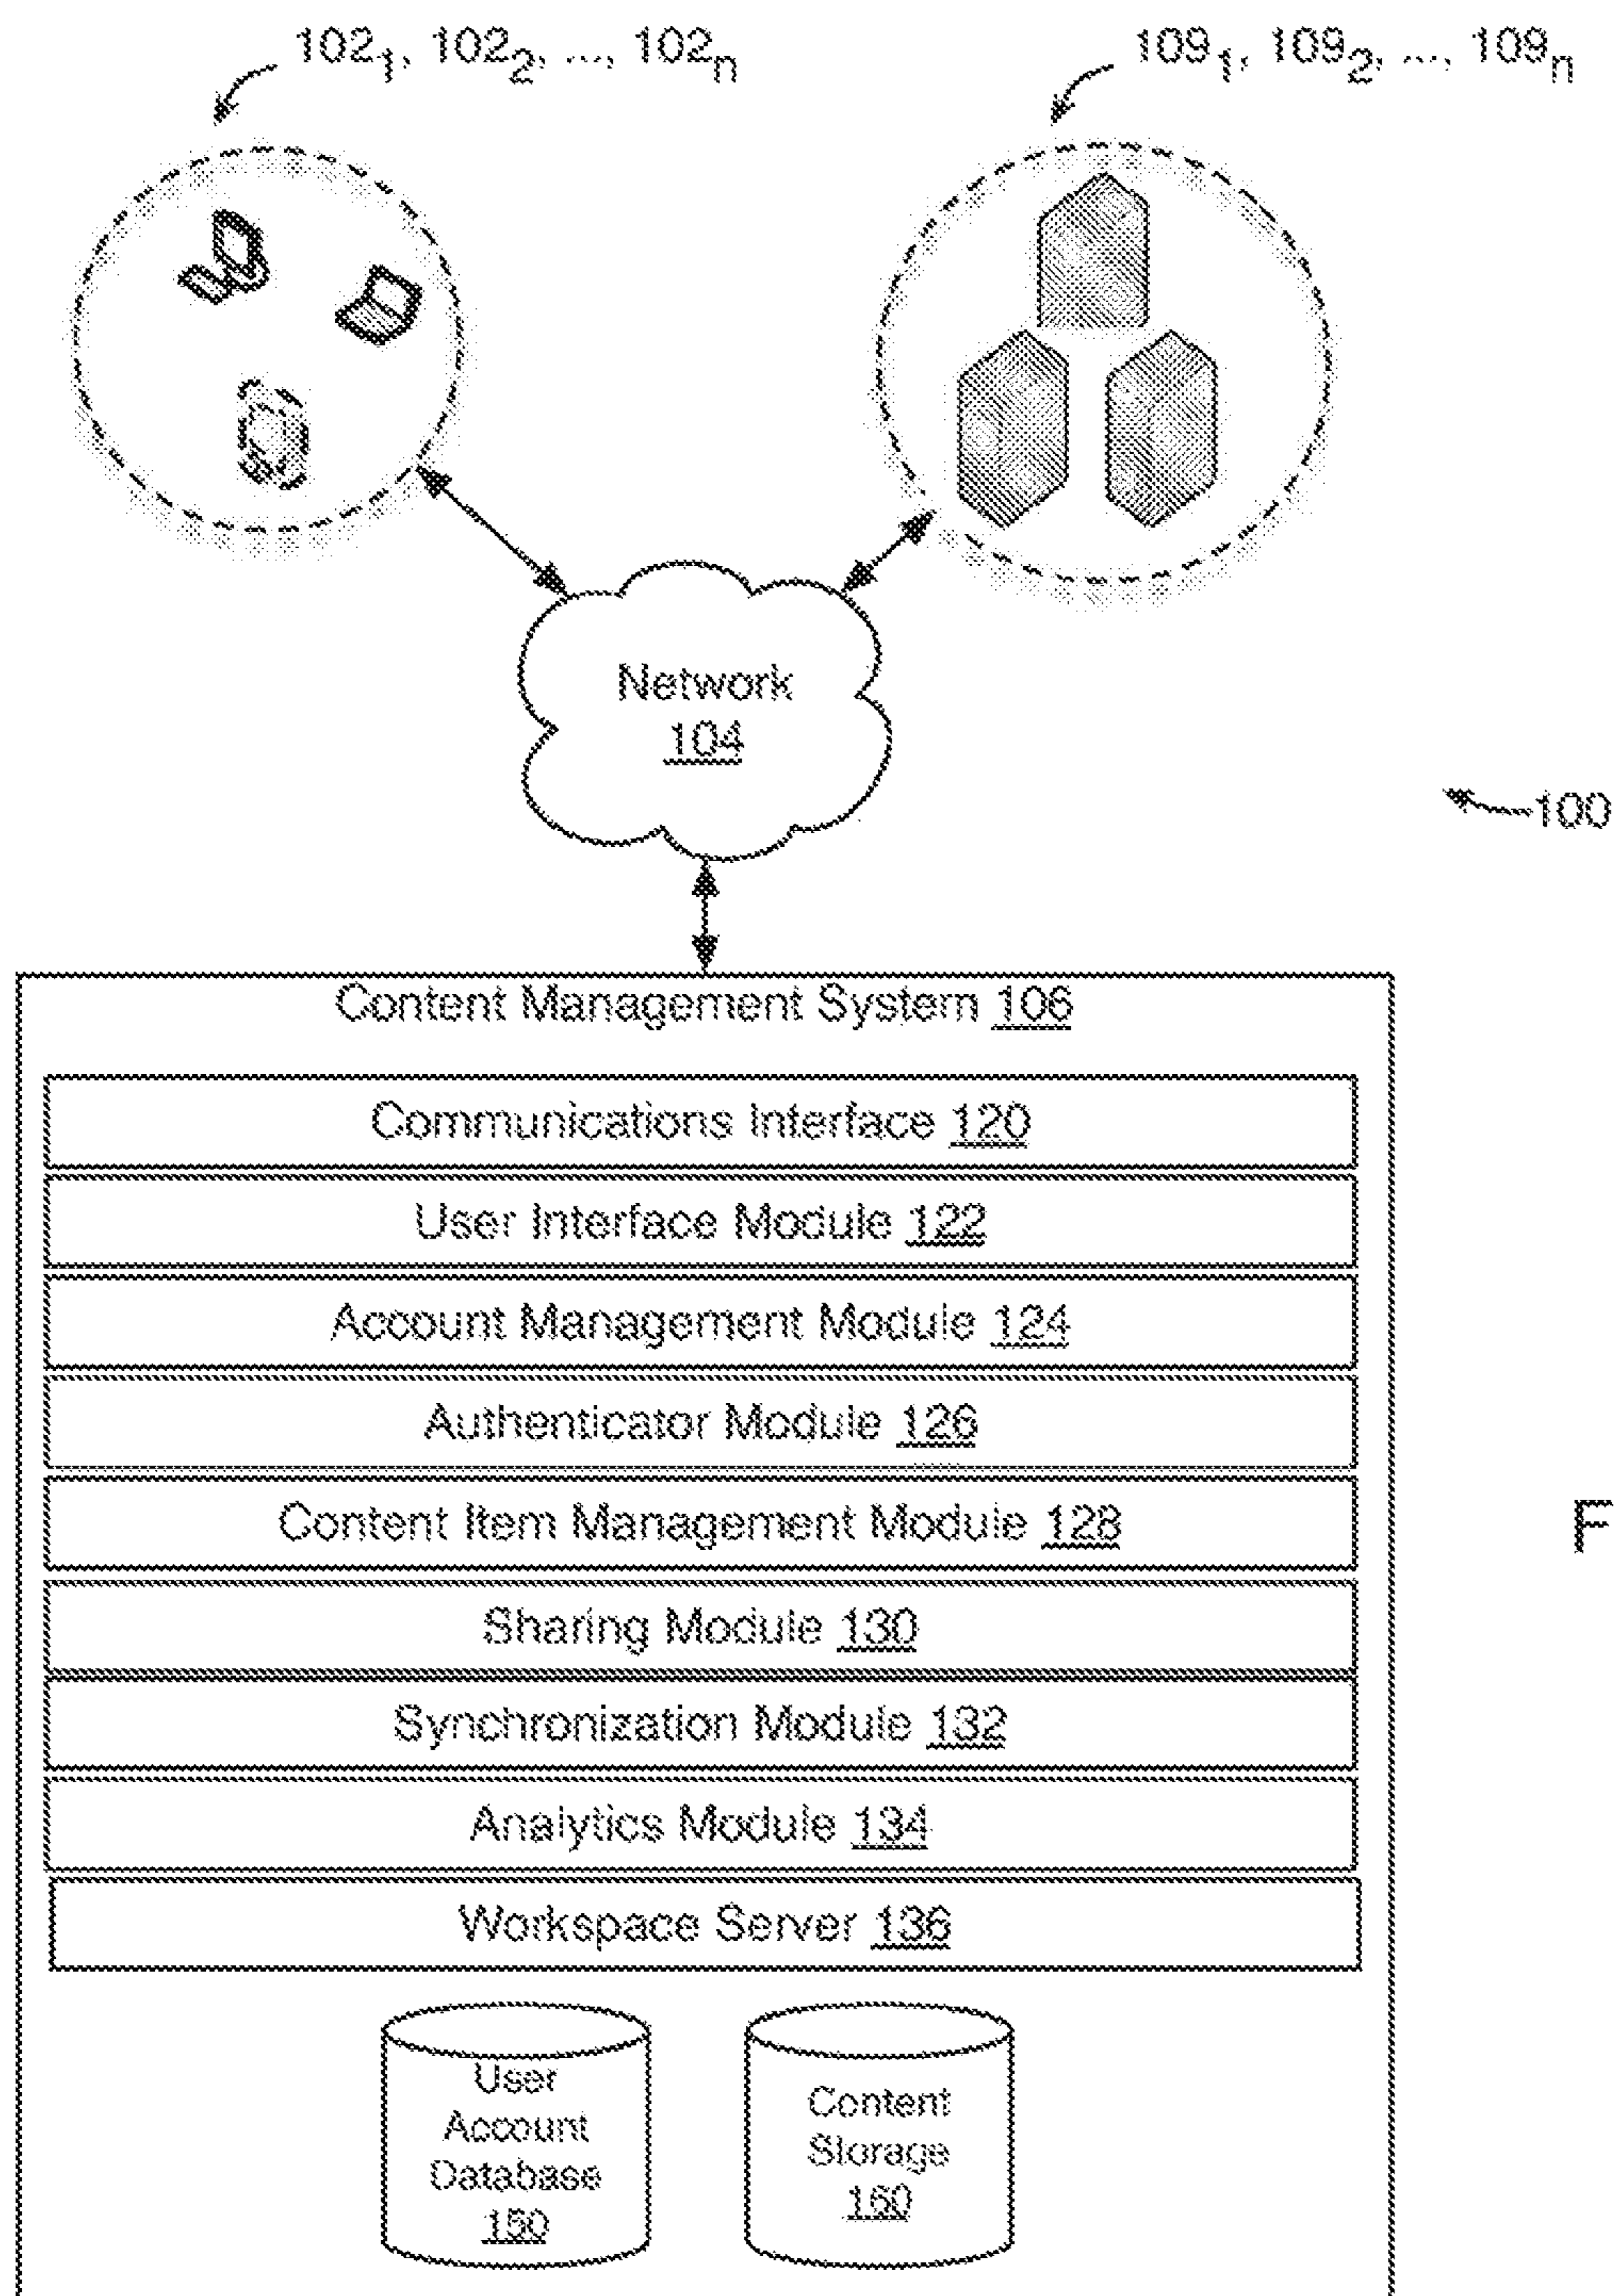 102₁, 102₂, ..., 102ₙ
109₁, 109₂, ..., 109ₙ
Network
104
100
Content Management System 106
Communications Interface 120
User Interface Module 122
Account Management Module 124
Authenticator Module 126
Content Item Management Module 128
F
Sharing Module 130
Synchronization Module 132
Analytics Module 134
Workspace Server 136
User
Account
Database
150
Content
Storage
160